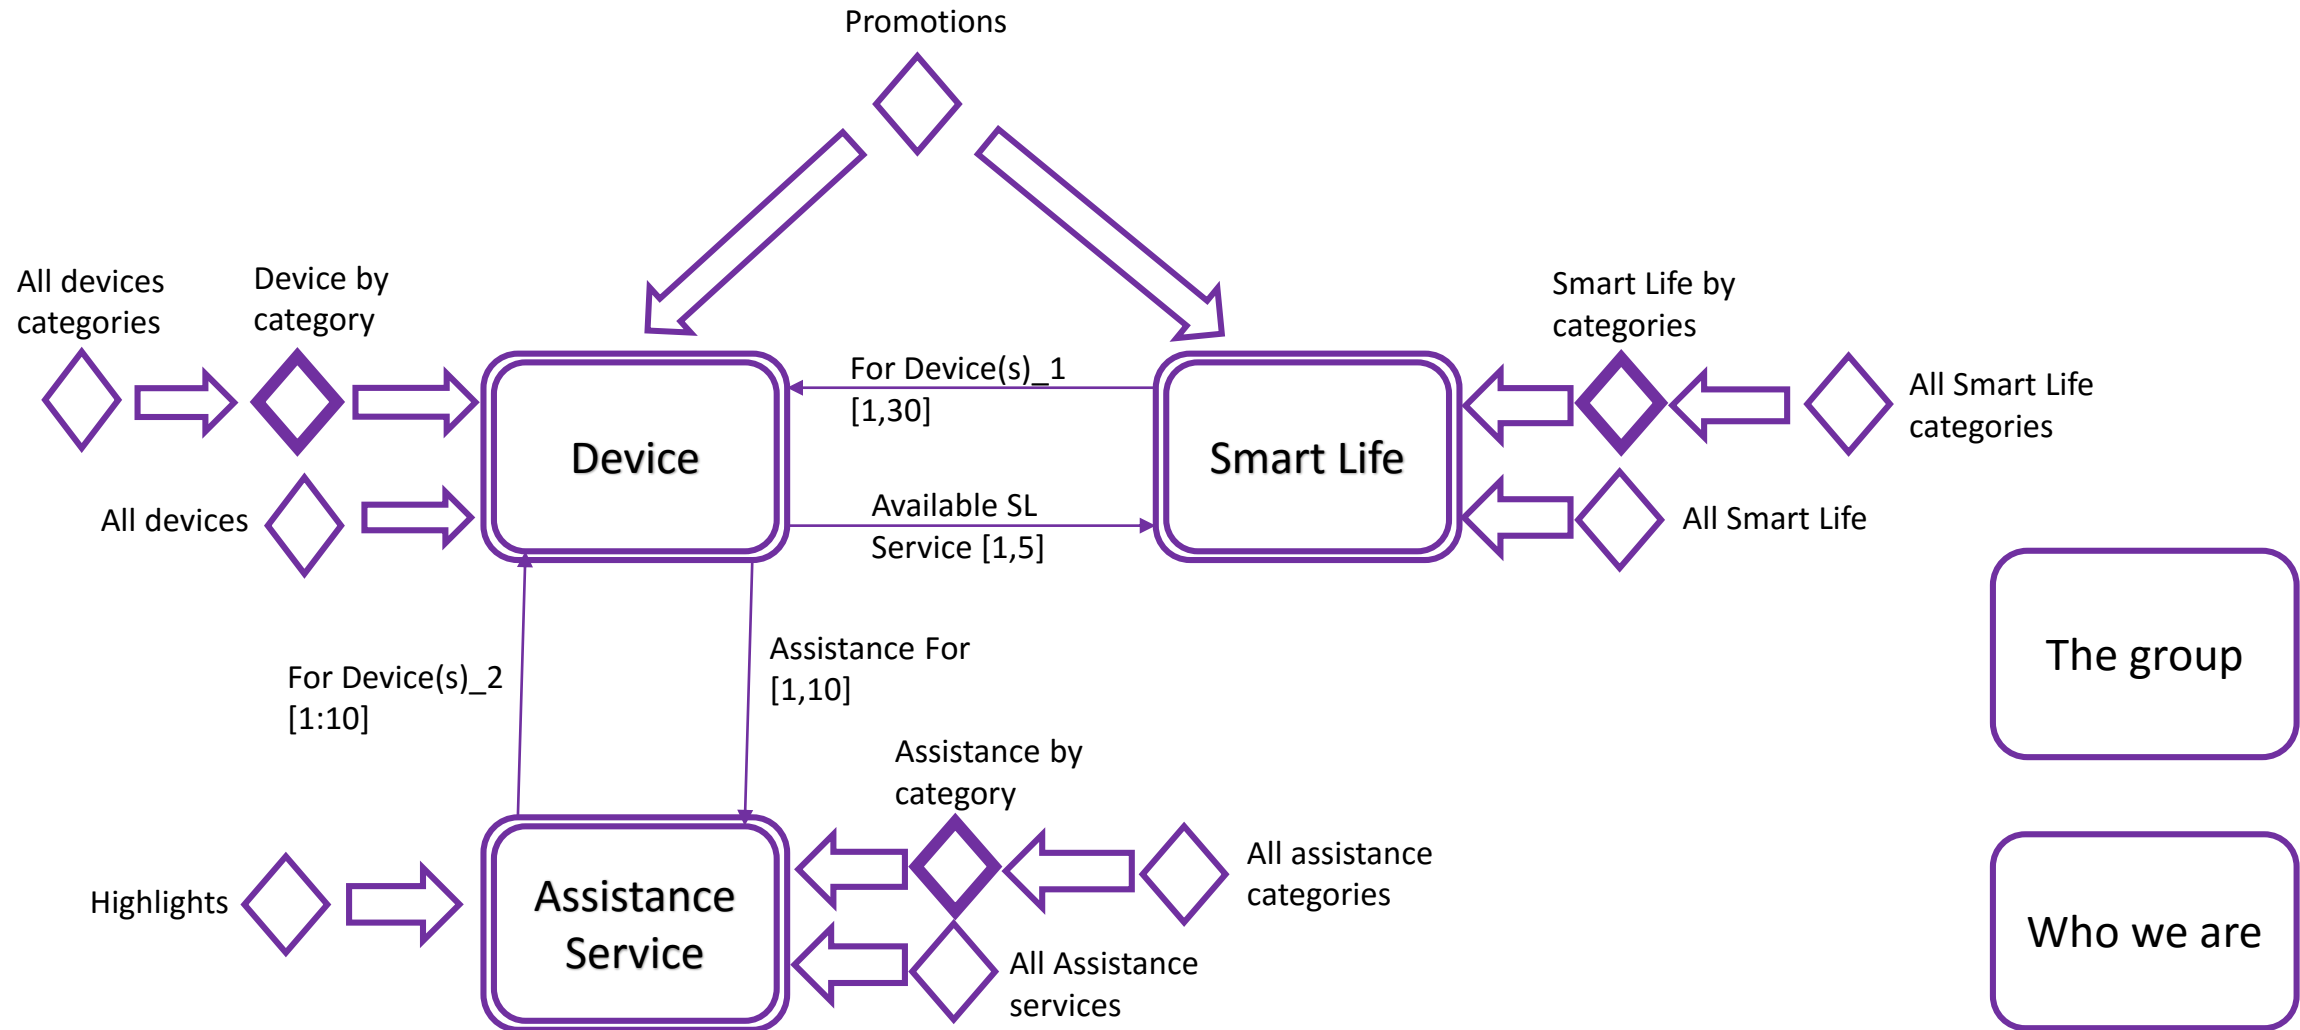 Promotions
All devices
categories
Device by
category
Smart Life by
categories
All Smart Life
categories
For Device(s)_1
[1,30]
Device
Smart Life
Available SL
Service [1,5]
All devices
All Smart Life
For Device(s)_2
[1:10]
Assistance For
[1,10]
The group
Assistance by
category
All assistance
categories
Highlights
Assistance
Service
All Assistance
services
Who we are